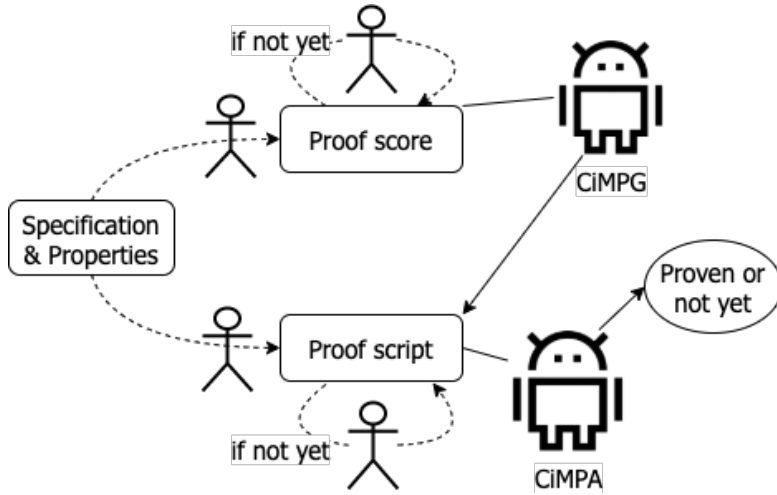 if not yet
Proof score
CiMPG
Specification
& Properties
Proven or
not yet
Proof script
if not yet
CiMPA